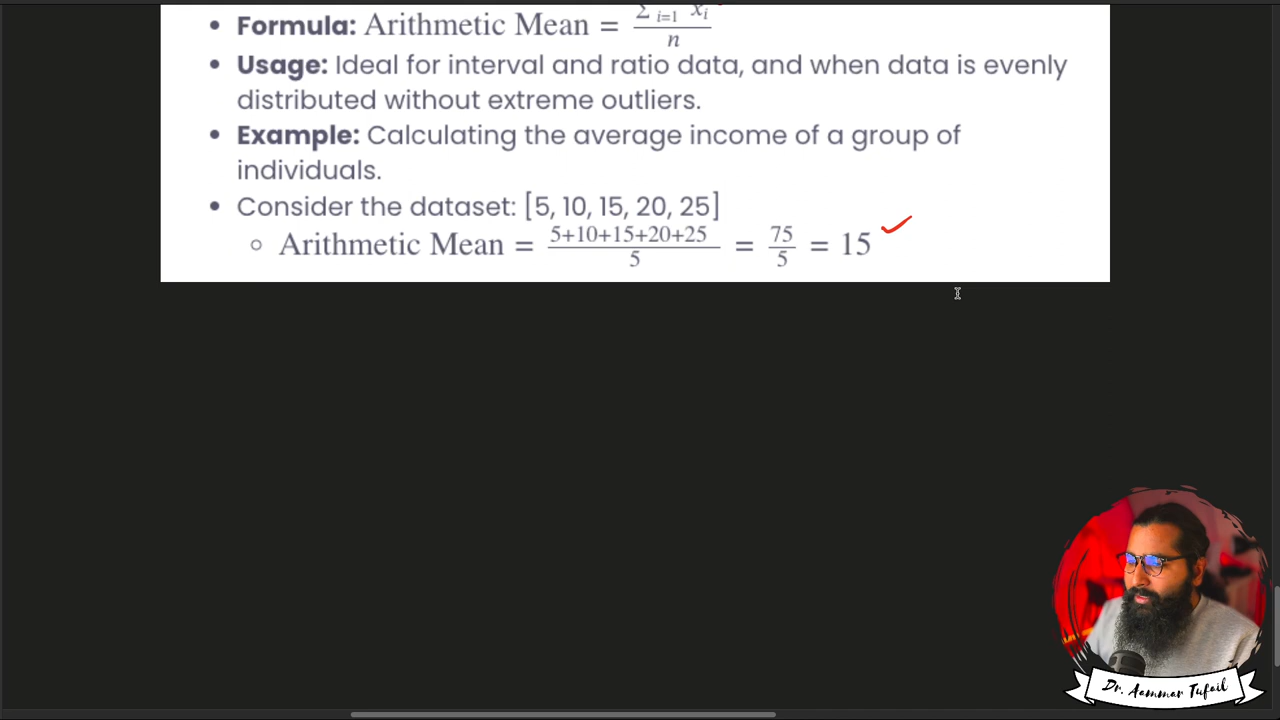 • Formula: Arithmetic Mean = Σ i=1 xi / n
• Usage: Ideal for interval and ratio data, and when data is evenly
distributed without extreme outliers.
• Example: Calculating the average income of a group of
individuals.
• Consider the dataset: [5, 10, 15, 20, 25]
○ Arithmetic Mean = 5+10+15+20+25 / 5 = 75 / 5 = 15 ✓
Dr. Aammar Tufail